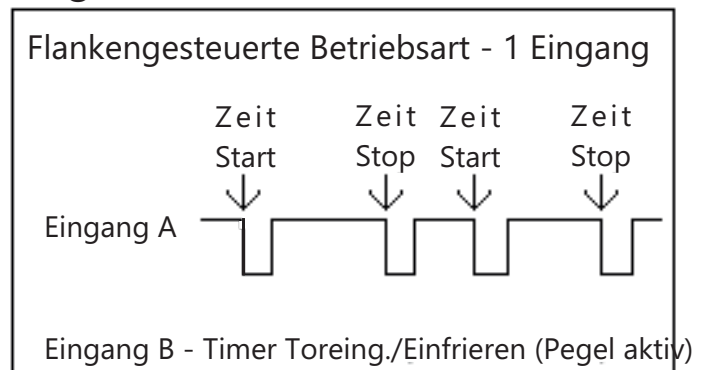 Flankengesteuerte Betriebsart - 1 Eingang
Zeit Zeit Zeit Zeit
Start Stop Start Stop
Eingang A
Eingang B - Timer Toreing./Einfrieren (Pegel aktiv)